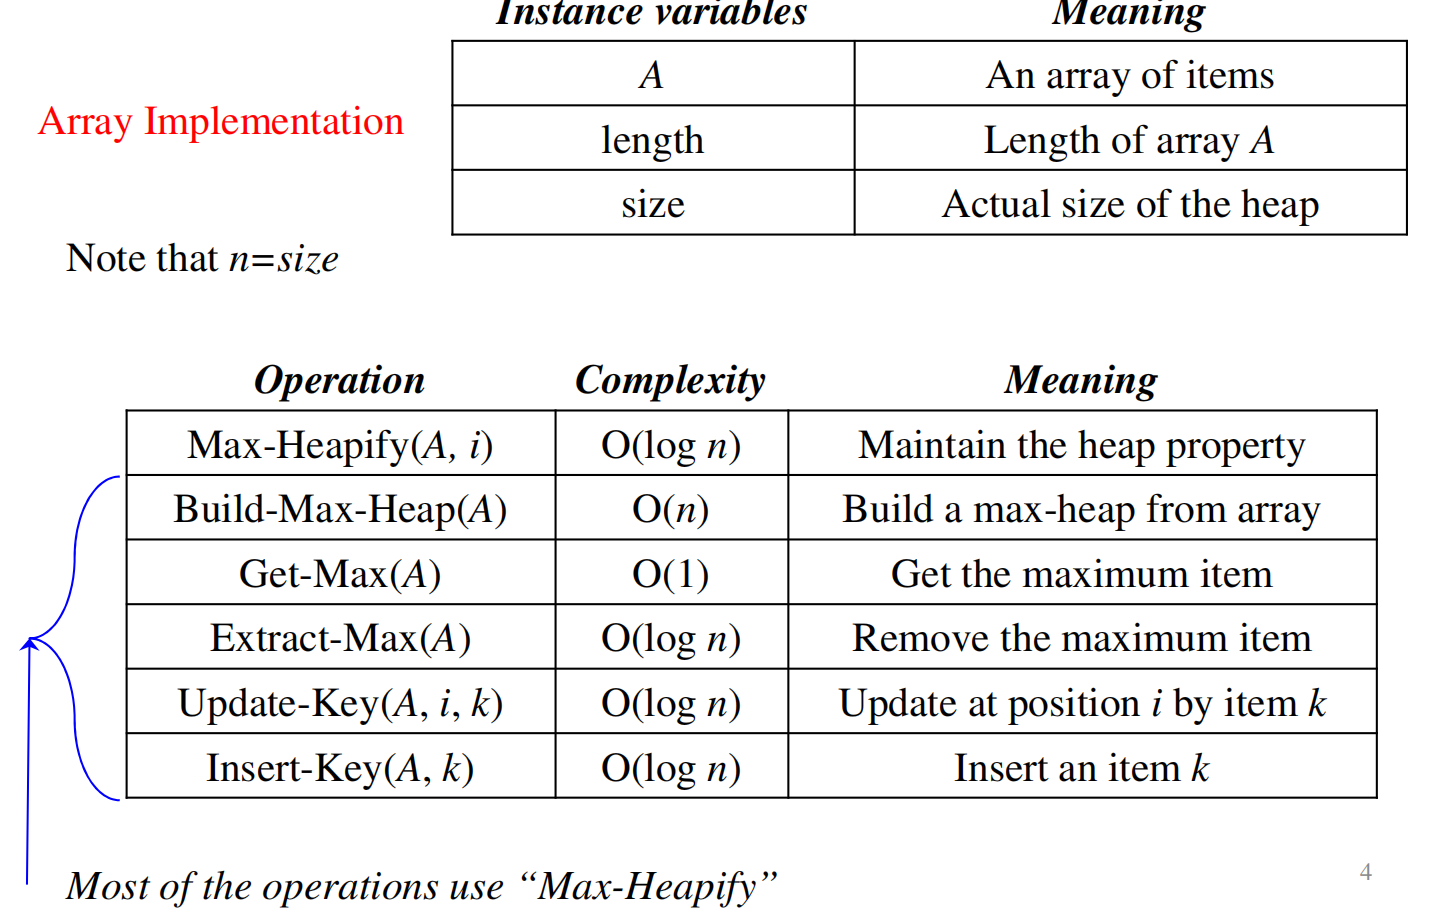 Instance variables Meaning
A An array of items
Array Implementation
length Length of array A
size Actual size of the heap
Note that n=size
Operation Complexity Meaning
Max-Heapify(A, i) O(log n) Maintain the heap property
Build-Max-Heap(A) O(n) Build a max-heap from array
Get-Max(A) O(1) Get the maximum item
Extract-Max(A) O(log n) Remove the maximum item
Update-Key(A, i, k) O(log n) Update at position i by item k
Insert-Key(A, k) O(log n) Insert an item k
Most of the operations use “Max-Heapify”
4